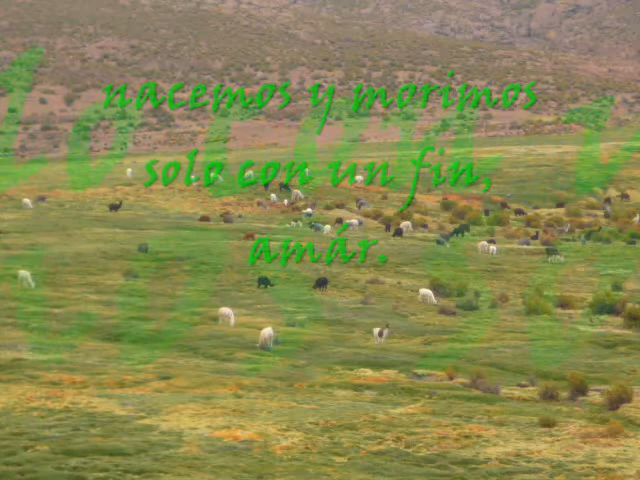 nacemos y morimos
solo con un fin,
amár.